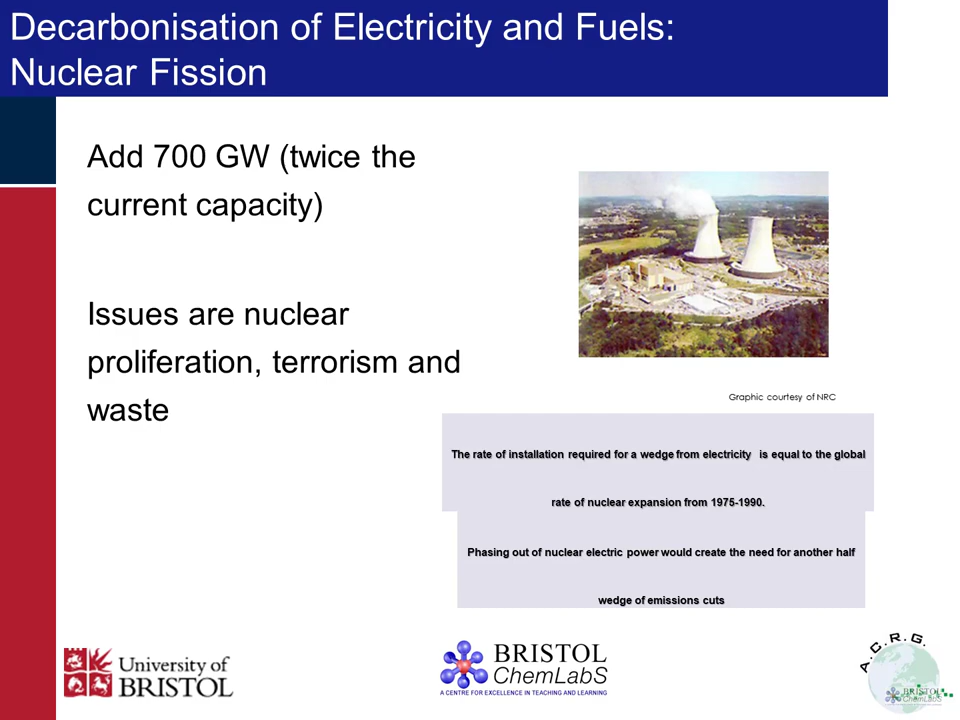 Decarbonisation of Electricity and Fuels:
Nuclear Fission
Add 700 GW (twice the
current capacity)
Issues are nuclear
proliferation, terrorism and
waste
Graphic courtesy of NRC
The rate of installation required for a wedge from electricity is equal to the global
rate of nuclear expansion from 1975-1990.
Phasing out of nuclear electric power would create the need for another half
wedge of emissions cuts
University of
BRISTOL
BRISTOL
ChemLabS
A CENTRE FOR EXCELLENCE IN TEACHING AND LEARNING
A.C.R.G.
BRISTOL
ChemLabS